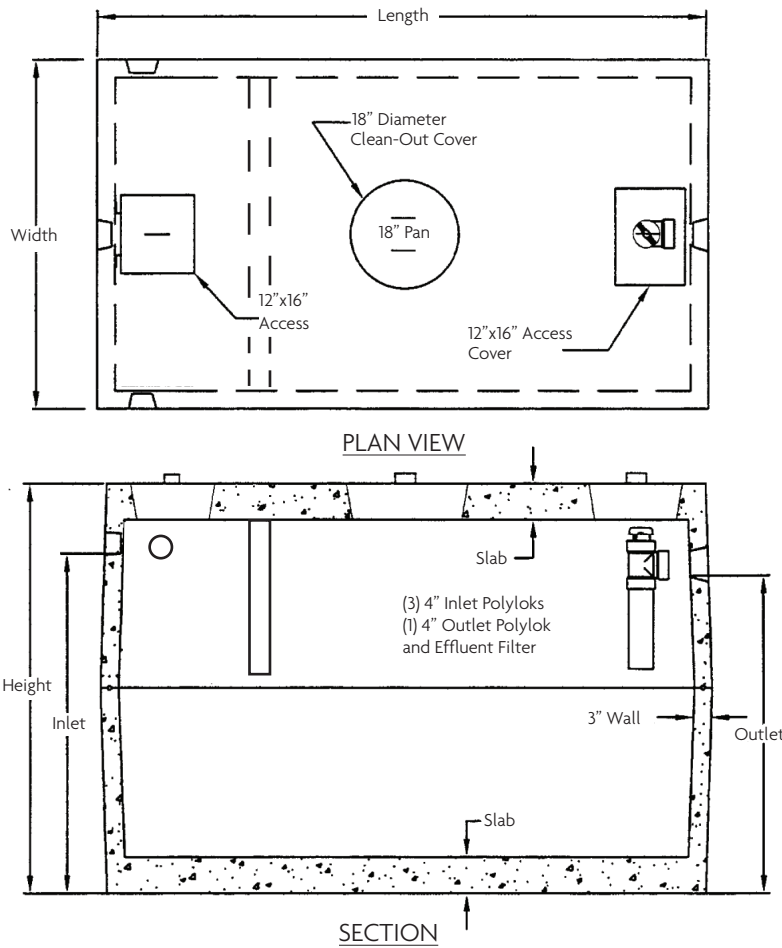 Length
18” Diameter
Clean-Out Cover
Width
18” Pan
12”x16”
Access
12”x16” Access
Cover
PLAN VIEW
Slab
(3) 4” Inlet Polyloks
(1) 4” Outlet Polylok
and Effluent Filter
Height
Inlet
3” Wall
Outlet
Slab
SECTION